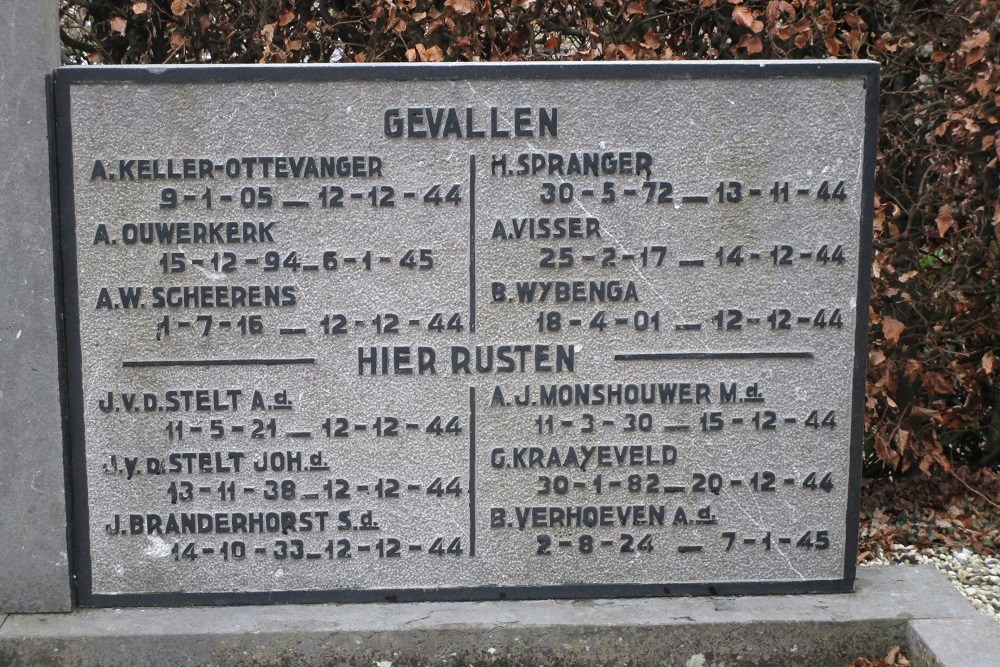 GEVALLEN
A. KELLER-OTTEVANGER
9-1-05 — 12-12-44
A. OUWERKERK
15-12-94 — 6-1-45
A.W. SCHEERENS
1-7-16 — 12-12-44
H. SPRANGER
30-5-72 — 13-11-44
A. VISSER
25-2-17 — 14-12-44
B. WYBENGA
18-4-01 — 12-12-44
HIER RUSTEN
J.V.D. STELT A.d.
11-5-21 — 12-12-44
J.V.D. STELT JOH.d.
13-11-38 — 12-12-44
J. BRANDERHORST S.d.
14-10-33 — 12-12-44
A.J. MONSHOUWER M.d.
11-3-30 — 15-12-44
G. KRAAYEVELD
30-1-82 — 20-12-44
B. VERHOEVEN A.d.
2-8-24 — 7-1-45